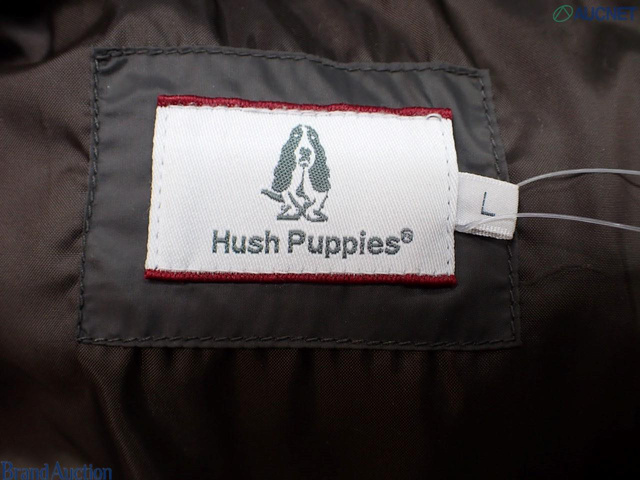 AUCNET
Hush Puppies®
L
Brand Auction